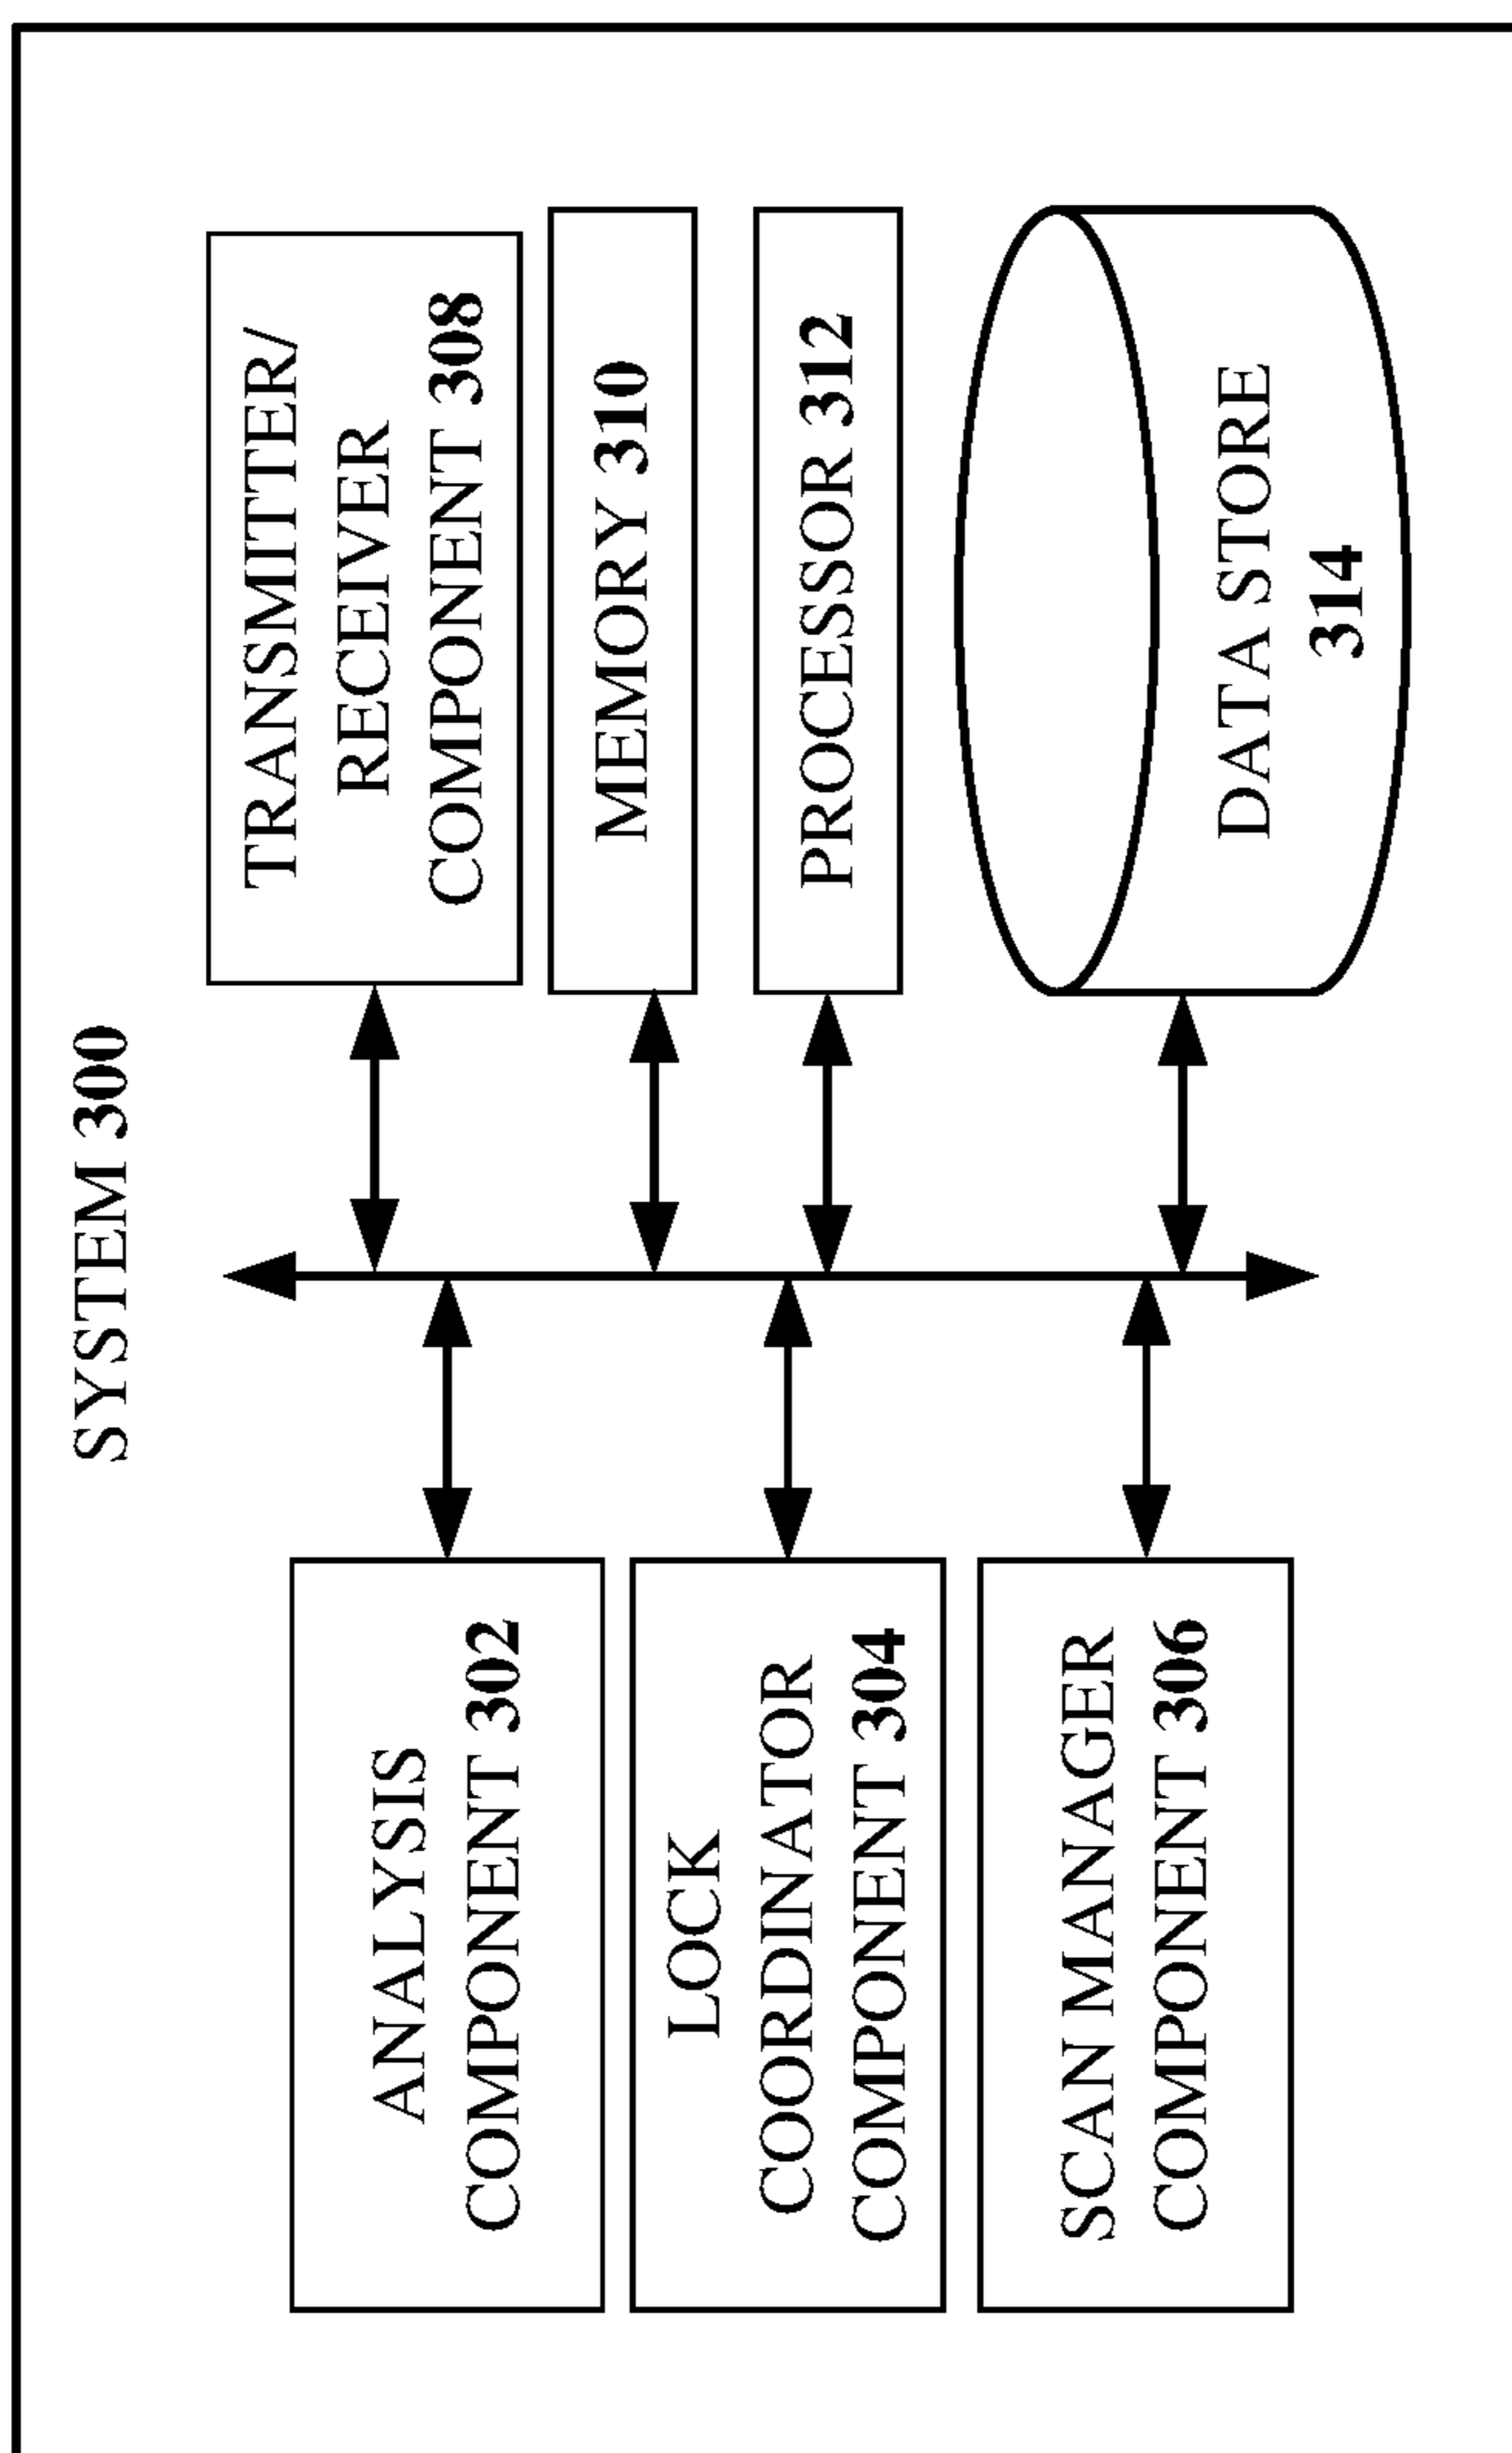 SYSTEM 300
ANALYSIS
COMPONENT 302
LOCK
COORDINATOR
COMPONENT 304
SCAN MANAGER
COMPONENT 306
TRANSMITTER/
RECEIVER
COMPONENT 308
MEMORY 310
PROCESSOR 312
DATA STORE
314